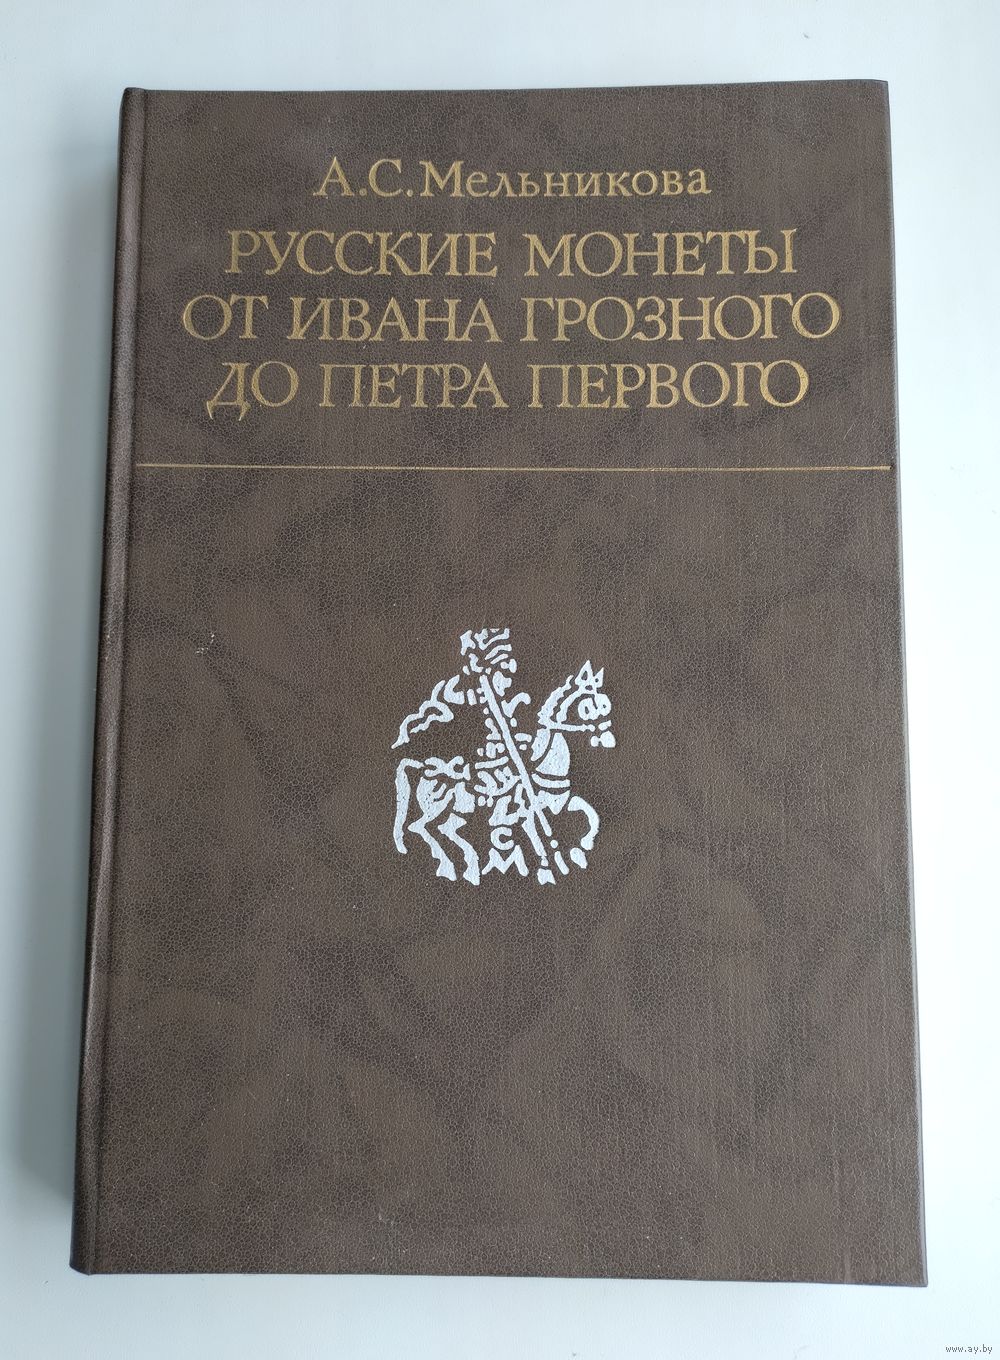 А.С.Мельникова
РУССКИЕ МОНЕТЫ
ОТ ИВАНА ГРОЗНОГО
ДО ПЕТРА ПЕРВОГО
С
М
www.ay.by